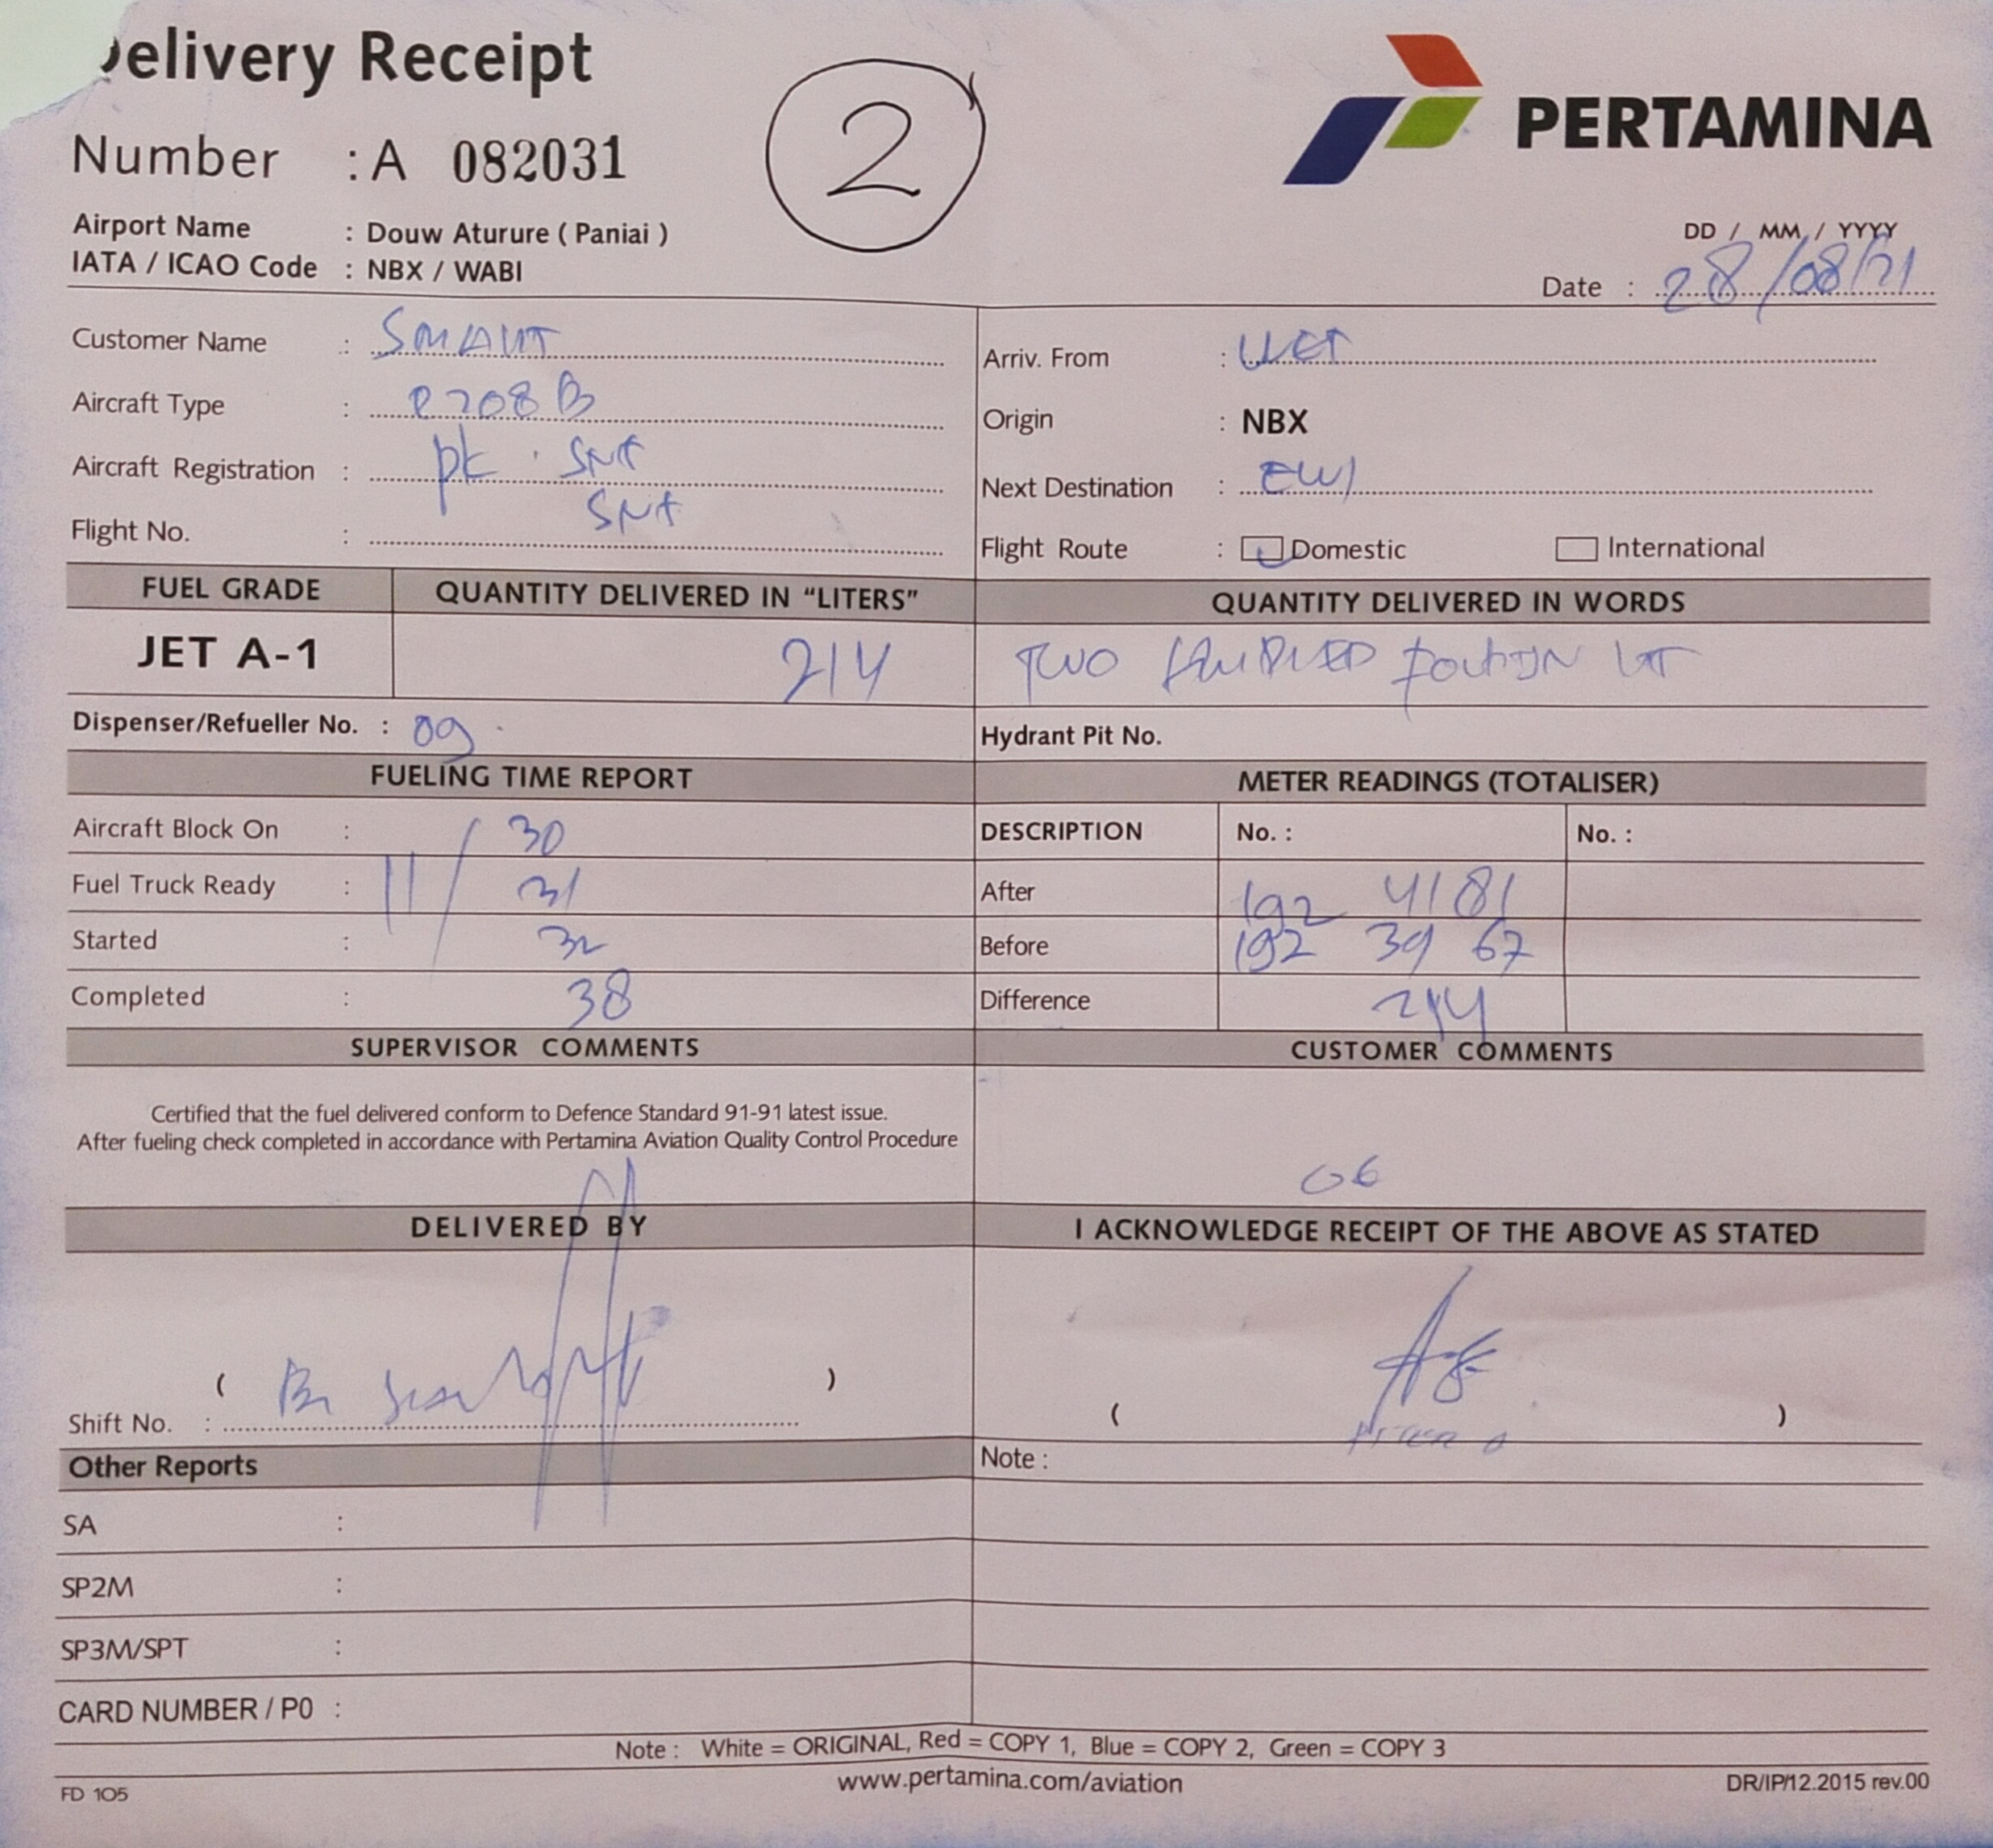 elivery Receipt
2
PERTAMINA
Number : A 082031
Airport Name : Douw Aturure ( Paniai )
IATA / ICAO Code : NBX / WABI
DD / MM / YYYY
Date : 28/08/21
Customer Name :
Arriv. From :
Aircraft Type :
Origin : NBX
Aircraft Registration : PK
Next Destination : EWI
Flight No. :
Flight Route : Domestic International
FUEL GRADE QUANTITY DELIVERED IN “LITERS” QUANTITY DELIVERED IN WORDS
JET A-1 214 TWO
Dispenser/Refueller No. : 09 Hydrant Pit No.
FUELING TIME REPORT METER READINGS (TOTALISER)
Aircraft Block On : 11 / 30 DESCRIPTION No. : No. :
Fuel Truck Ready : 31 After 192 4181
Started : 32 Before 192 39 67
Completed : 38 Difference 214
SUPERVISOR COMMENTS CUSTOMER COMMENTS
Certified that the fuel delivered conform to Defence Standard 91-91 latest issue.
After fueling check completed in accordance with Pertamina Aviation Quality Control Procedure
DELIVERED BY I ACKNOWLEDGE RECEIPT OF THE ABOVE AS STATED
( )
Shift No. :
( )
Other Reports Note :
SA :
SP2M :
SP3M/SPT :
CARD NUMBER / P0 :
Note : White = ORIGINAL, Red = COPY 1, Blue = COPY 2, Green = COPY 3
FD 105 www.pertamina.com/aviation DR/IP/12.2015 rev.00